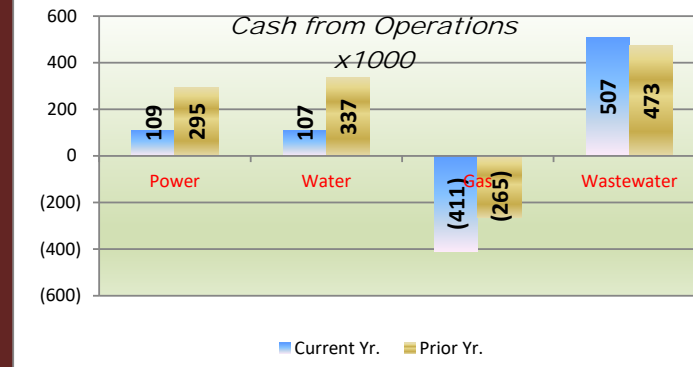 Cash from Operations
x1000
600
400
200
0
(200)
(400)
(600)
109
295
107
337
(411)
(265)
507
473
Power
Water
Gas
Wastewater
Current Yr.
Prior Yr.